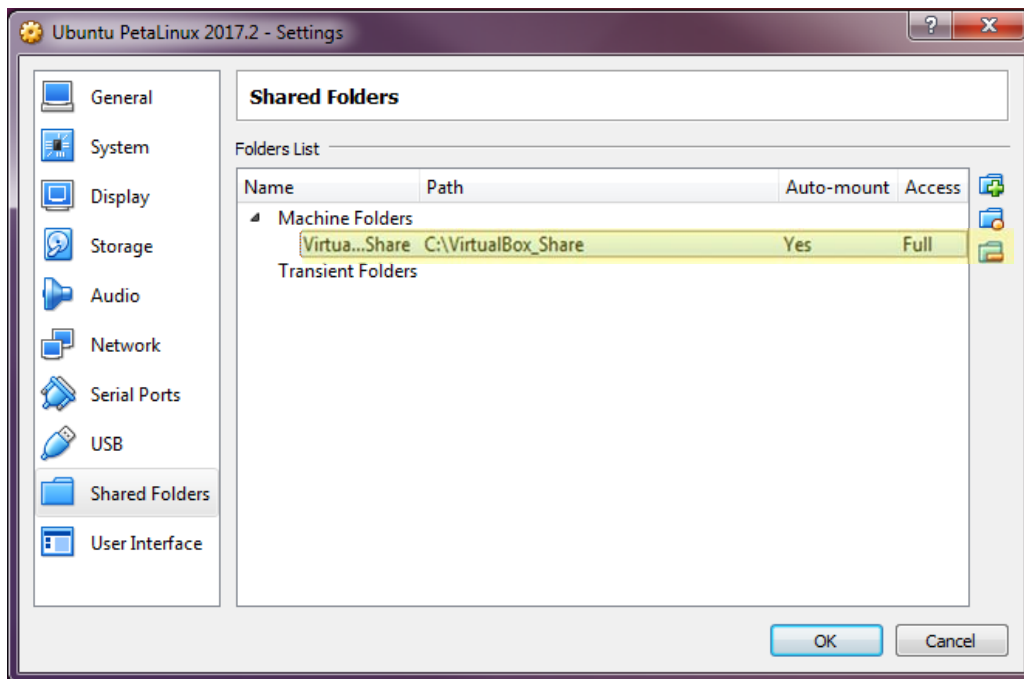 Ubuntu PetaLinux 2017.2 - Settings
General
System
Display
Storage
Audio
Network
Serial Ports
USB
Shared Folders
User Interface
Shared Folders
Folders List
Name Path Auto-mount Access
Machine Folders
Virtua...Share C:\VirtualBox_Share Yes Full
Transient Folders
OK Cancel